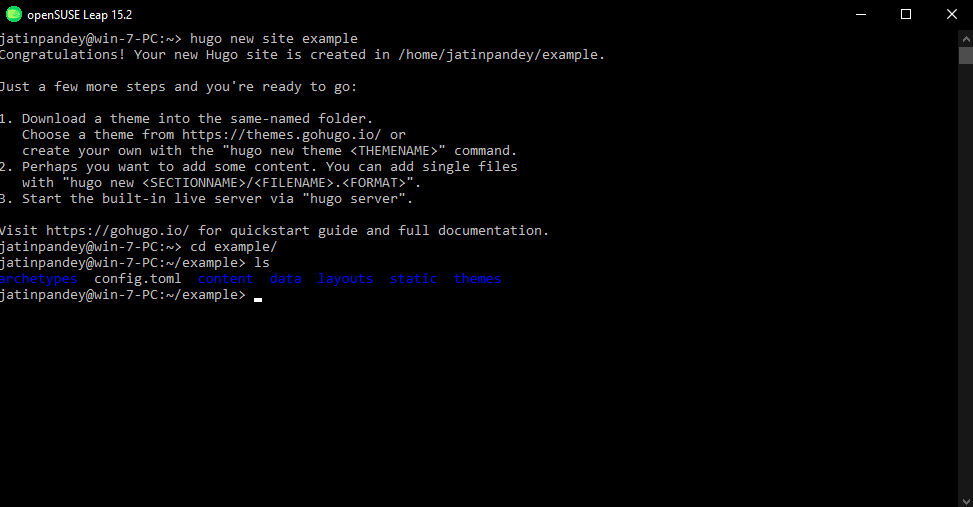 openSUSE Leap 15.2
jatinpandey@win-7-PC:~> hugo new site example
Congratulations! Your new Hugo site is created in /home/jatinpandey/example.
Just a few more steps and you're ready to go:
1. Download a theme into the same-named folder.
Choose a theme from https://themes.gohugo.io/ or
create your own with the "hugo new theme <THEMENAME>" command.
2. Perhaps you want to add some content. You can add single files
with "hugo new <SECTIONNAME>/<FILENAME>.<FORMAT>".
3. Start the built-in live server via "hugo server".
Visit https://gohugo.io/ for quickstart guide and full documentation.
jatinpandey@win-7-PC:~> cd example/
jatinpandey@win-7-PC:~/example> ls
archetypes config.toml content data layouts static themes
jatinpandey@win-7-PC:~/example>